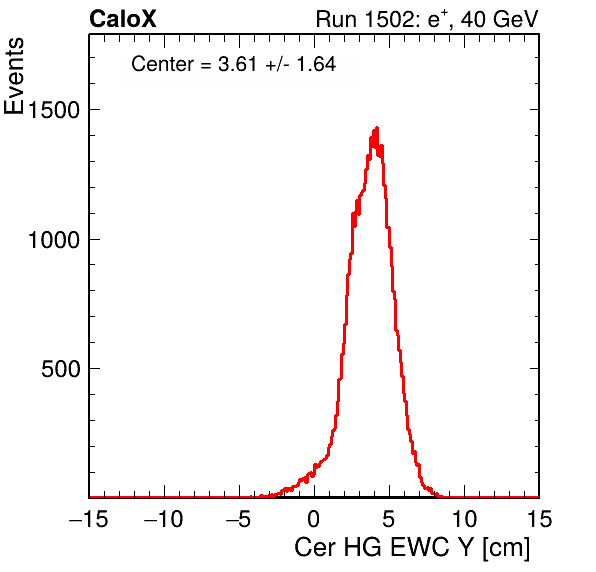 CaloX Run 1502: e+, 40 GeV
Center = 3.61 +/- 1.64
Events
1500
1000
500
−15 −10 −5 0 5 10 15
Cer HG EWC Y [cm]